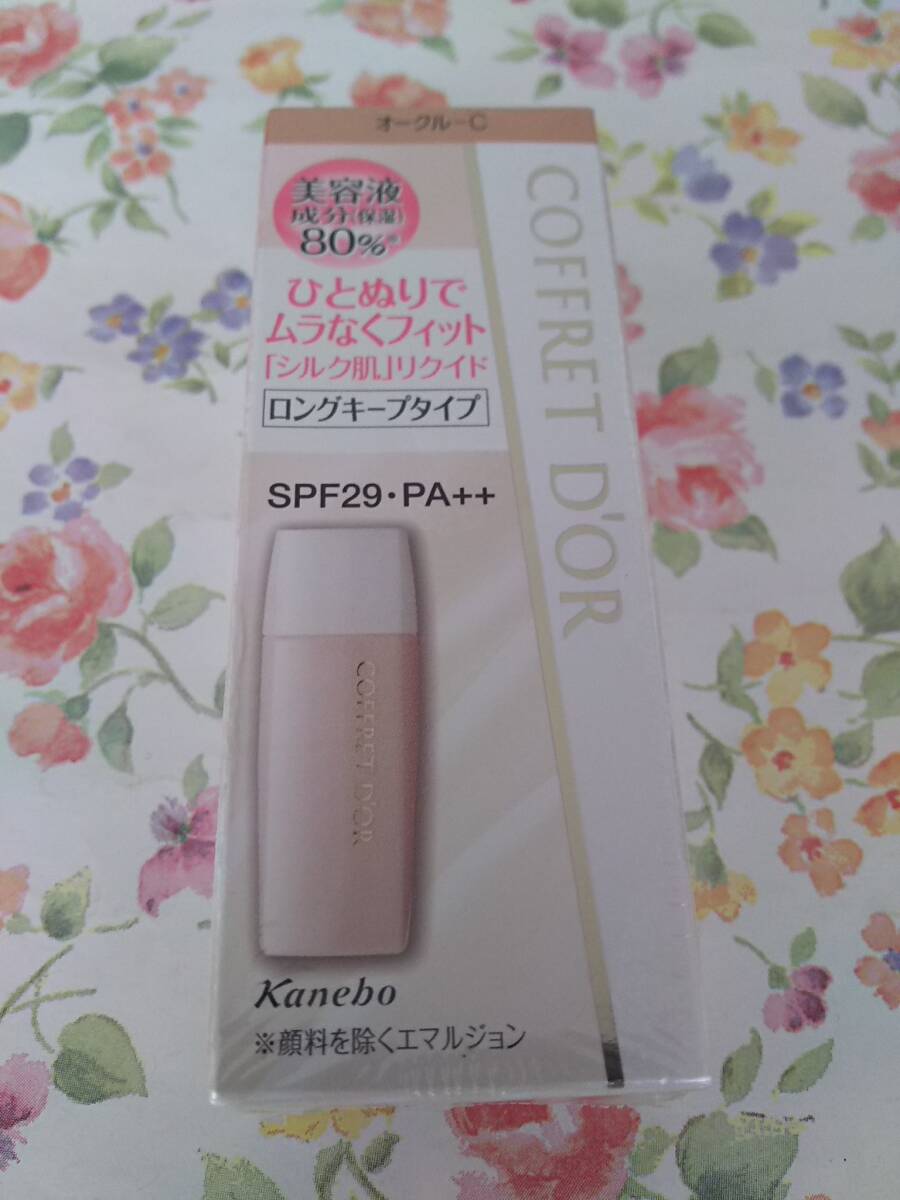 オークル-C
美容液
成分(保湿)
80%※
ひとぬりで
ムラなくフィット
「シルク肌」リクイド
ロングキープタイプ
SPF29・PA++
COFFRET D'OR
COFFRET D'OR
Kanebo
※顔料を除くエマルジョン